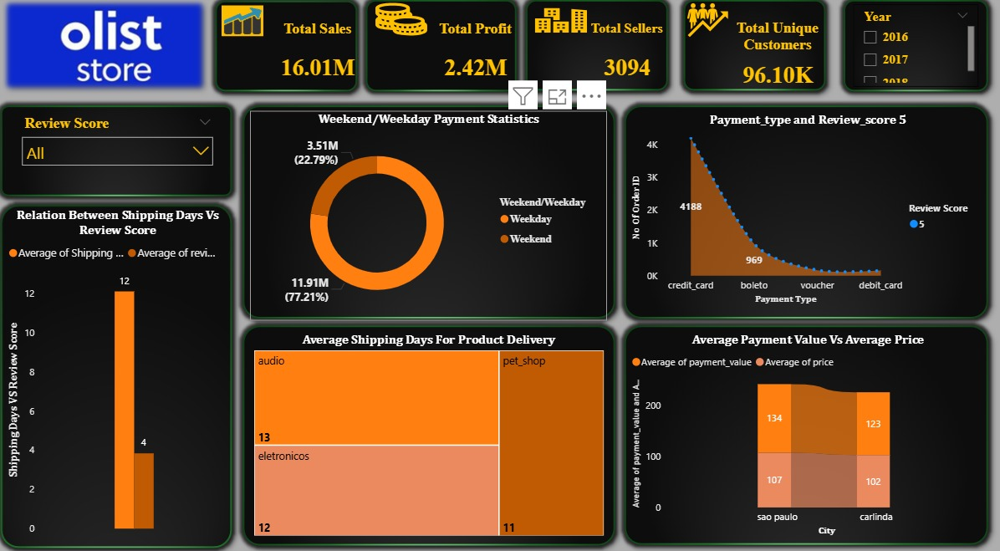 olist
store
Total Sales
16.01M
Total Profit
2.42M
Total Sellers
3094
Total Unique
Customers
96.10K
Year
2016
2017
2018
Review Score
All
Weekend/Weekday Payment Statistics
3.51M
(22.79%)
11.91M
(77.21%)
Weekend/Weekday
Weekday
Weekend
Payment_type and Review_score 5
No Of Order ID
4K
3K
2K
1K
0K
4188
969
credit_card
boleto
voucher
debit_card
Payment Type
Review Score
5
Relation Between Shipping Days Vs
Review Score
Average of Shipping ...
Average of revi...
Shipping Days VS Review Score
12
10
8
6
4
2
0
12
4
Average Shipping Days For Product Delivery
audio
13
eletronicos
12
pet_shop
11
Average Payment Value Vs Average Price
Average of payment_value
Average of price
Average of payment_value and A...
200
100
0
134
107
123
102
sao paulo
carlinda
City